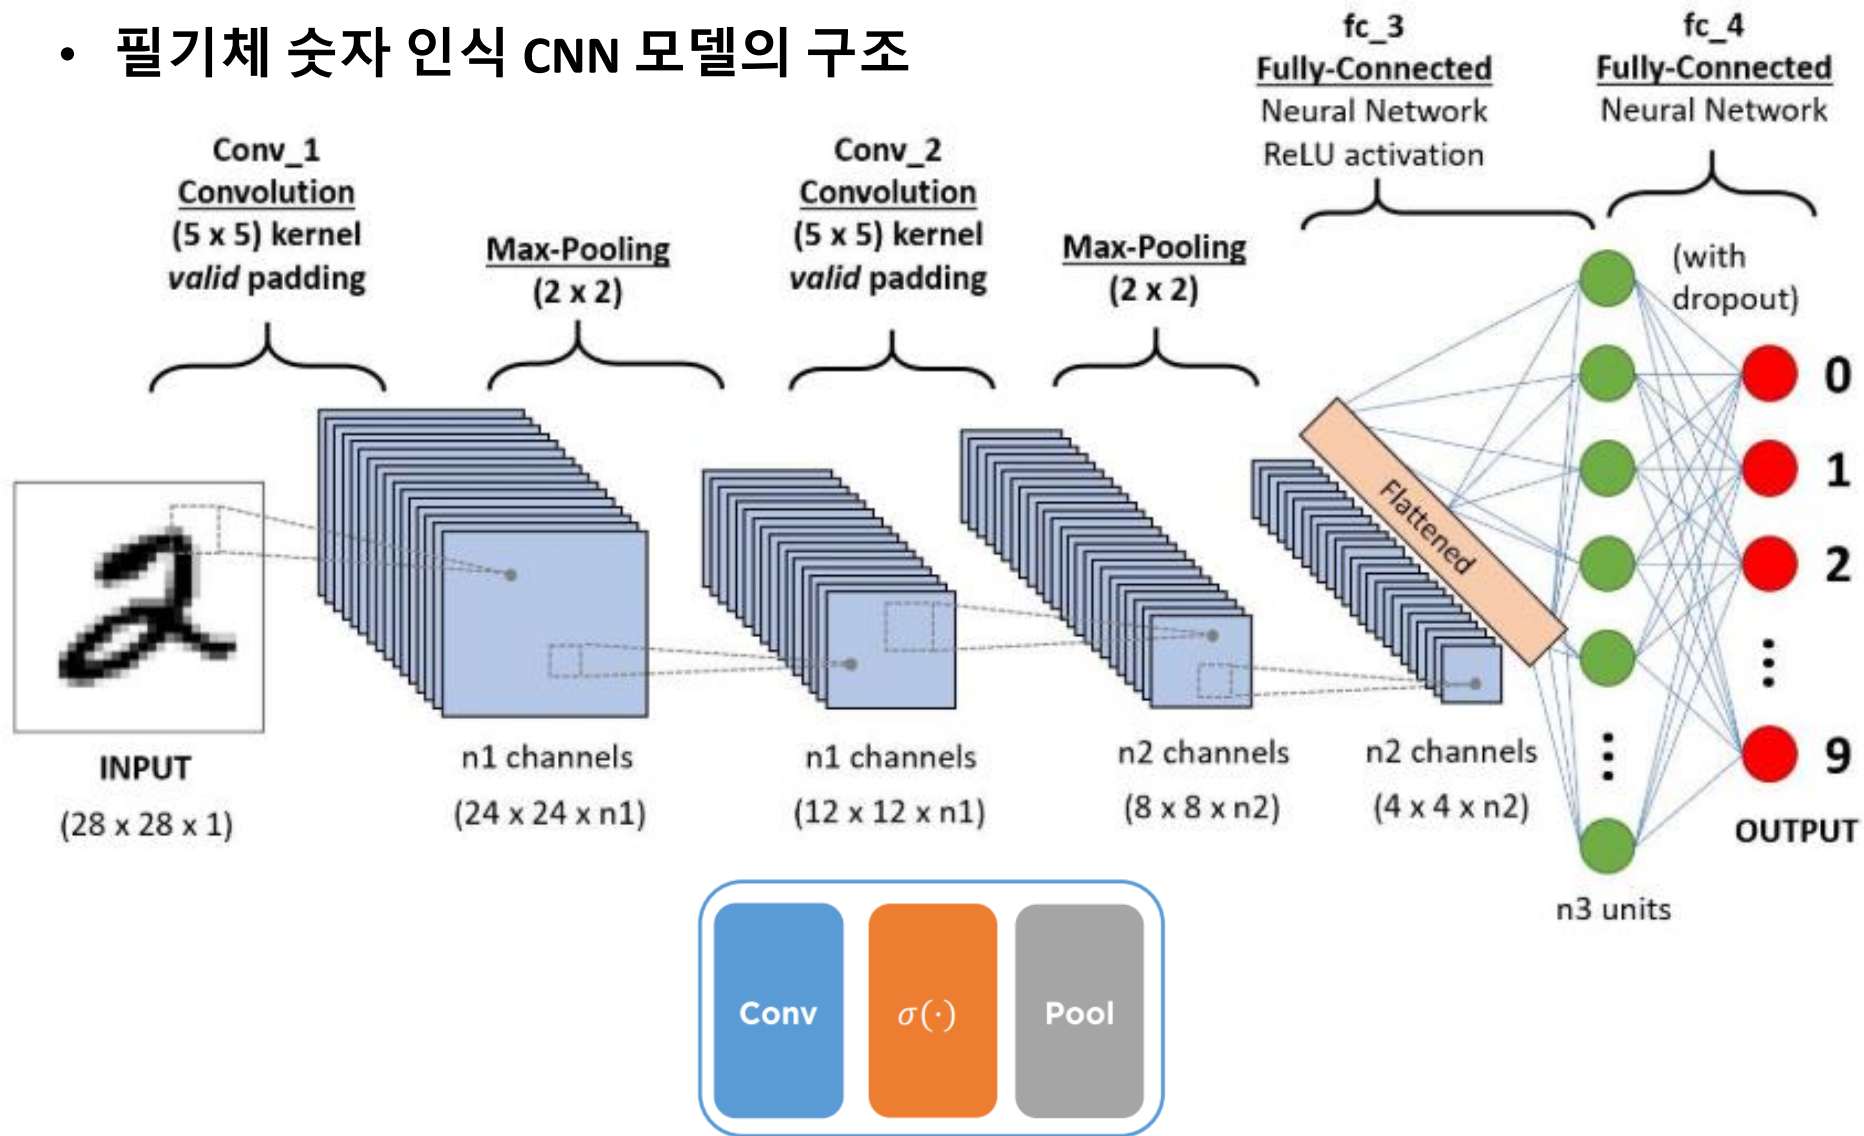 • 필기체 숫자 인식 CNN 모델의 구조
Conv_1
Convolution
(5 x 5) kernel
valid padding
Max-Pooling
(2 x 2)
Conv_2
Convolution
(5 x 5) kernel
valid padding
Max-Pooling
(2 x 2)
fc_3
Fully-Connected
Neural Network
ReLU activation
fc_4
Fully-Connected
Neural Network
(with
dropout)
Flattened
0
1
2
9
OUTPUT
INPUT
(28 x 28 x 1)
n1 channels
(24 x 24 x n1)
n1 channels
(12 x 12 x n1)
n2 channels
(8 x 8 x n2)
n2 channels
(4 x 4 x n2)
n3 units
Conv
σ(·)
Pool